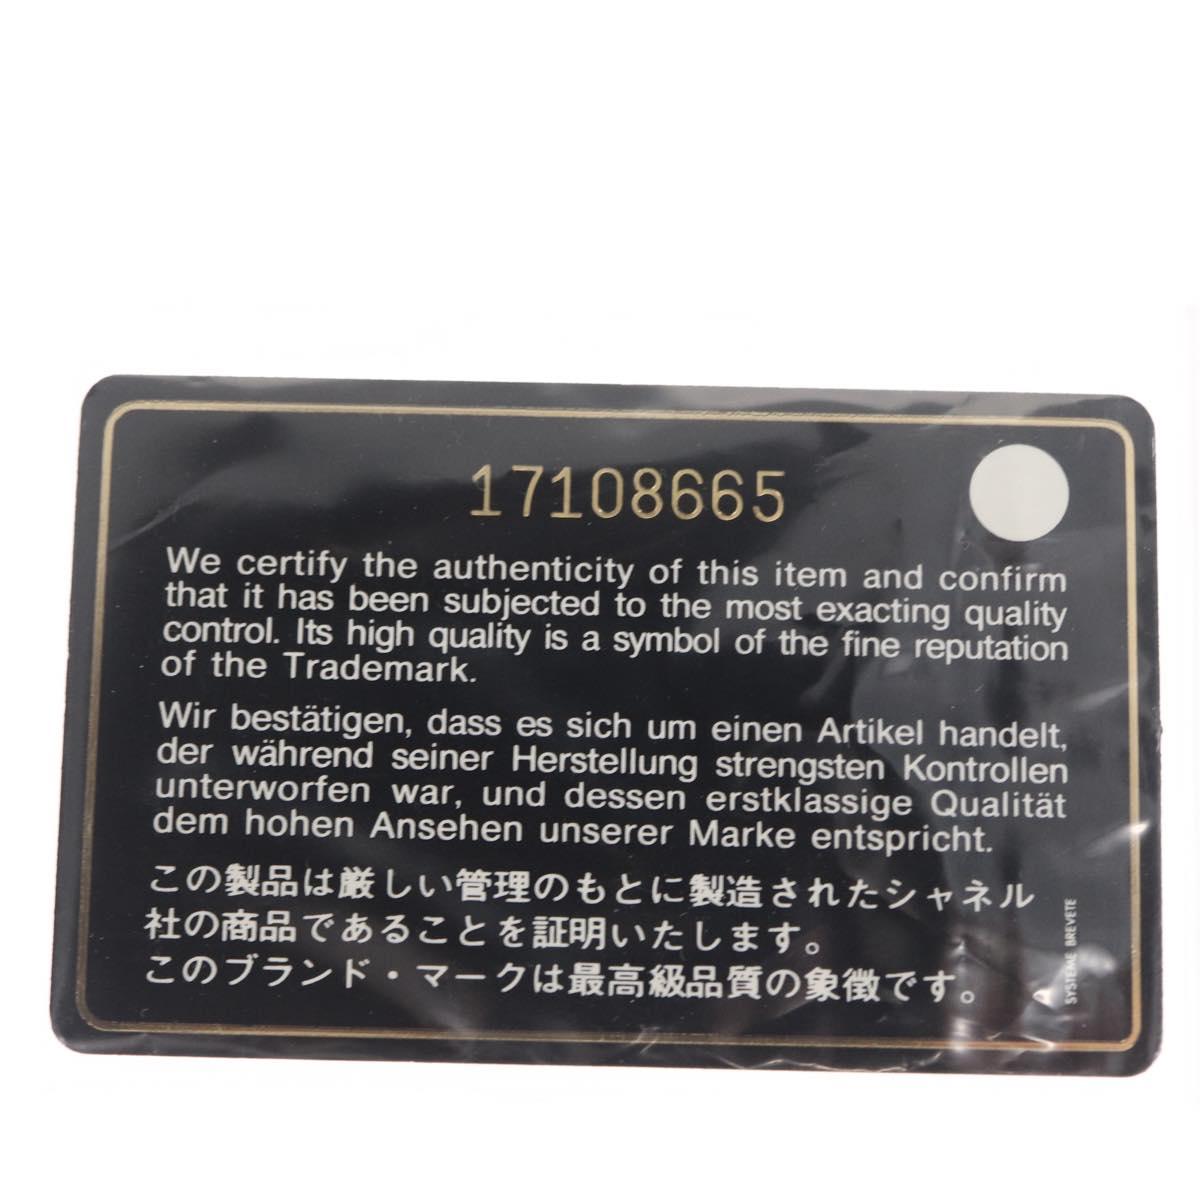 17108665
We certify the authenticity of this item and confirm
that it has been subjected to the most exacting quality
control. Its high quality is a symbol of the fine reputation
of the Trademark.
Wir bestätigen, dass es sich um einen Artikel handelt,
der während seiner Herstellung strengsten Kontrollen
unterworfen war, und dessen erstklassige Qualität
dem hohen Ansehen unserer Marke entspricht.
この製品は厳しい管理のもとに製造されたシャネル
社の商品であることを証明いたします。
このブランド・マークは最高級品質の象徴です。
SYSTEME BREVETE